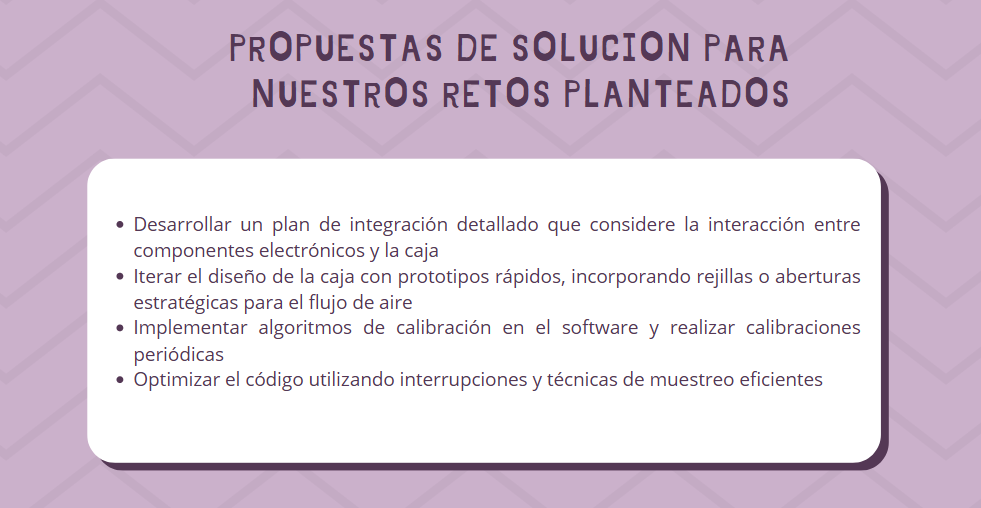 PROPUESTAS DE SOLUCION PARA
NUESTROS RETOS PLANTEADOS
• Desarrollar un plan de integración detallado que considere la interacción entre
componentes electrónicos y la caja
• Iterar el diseño de la caja con prototipos rápidos, incorporando rejillas o aberturas
estratégicas para el flujo de aire
• Implementar algoritmos de calibración en el software y realizar calibraciones
periódicas
• Optimizar el código utilizando interrupciones y técnicas de muestreo eficientes